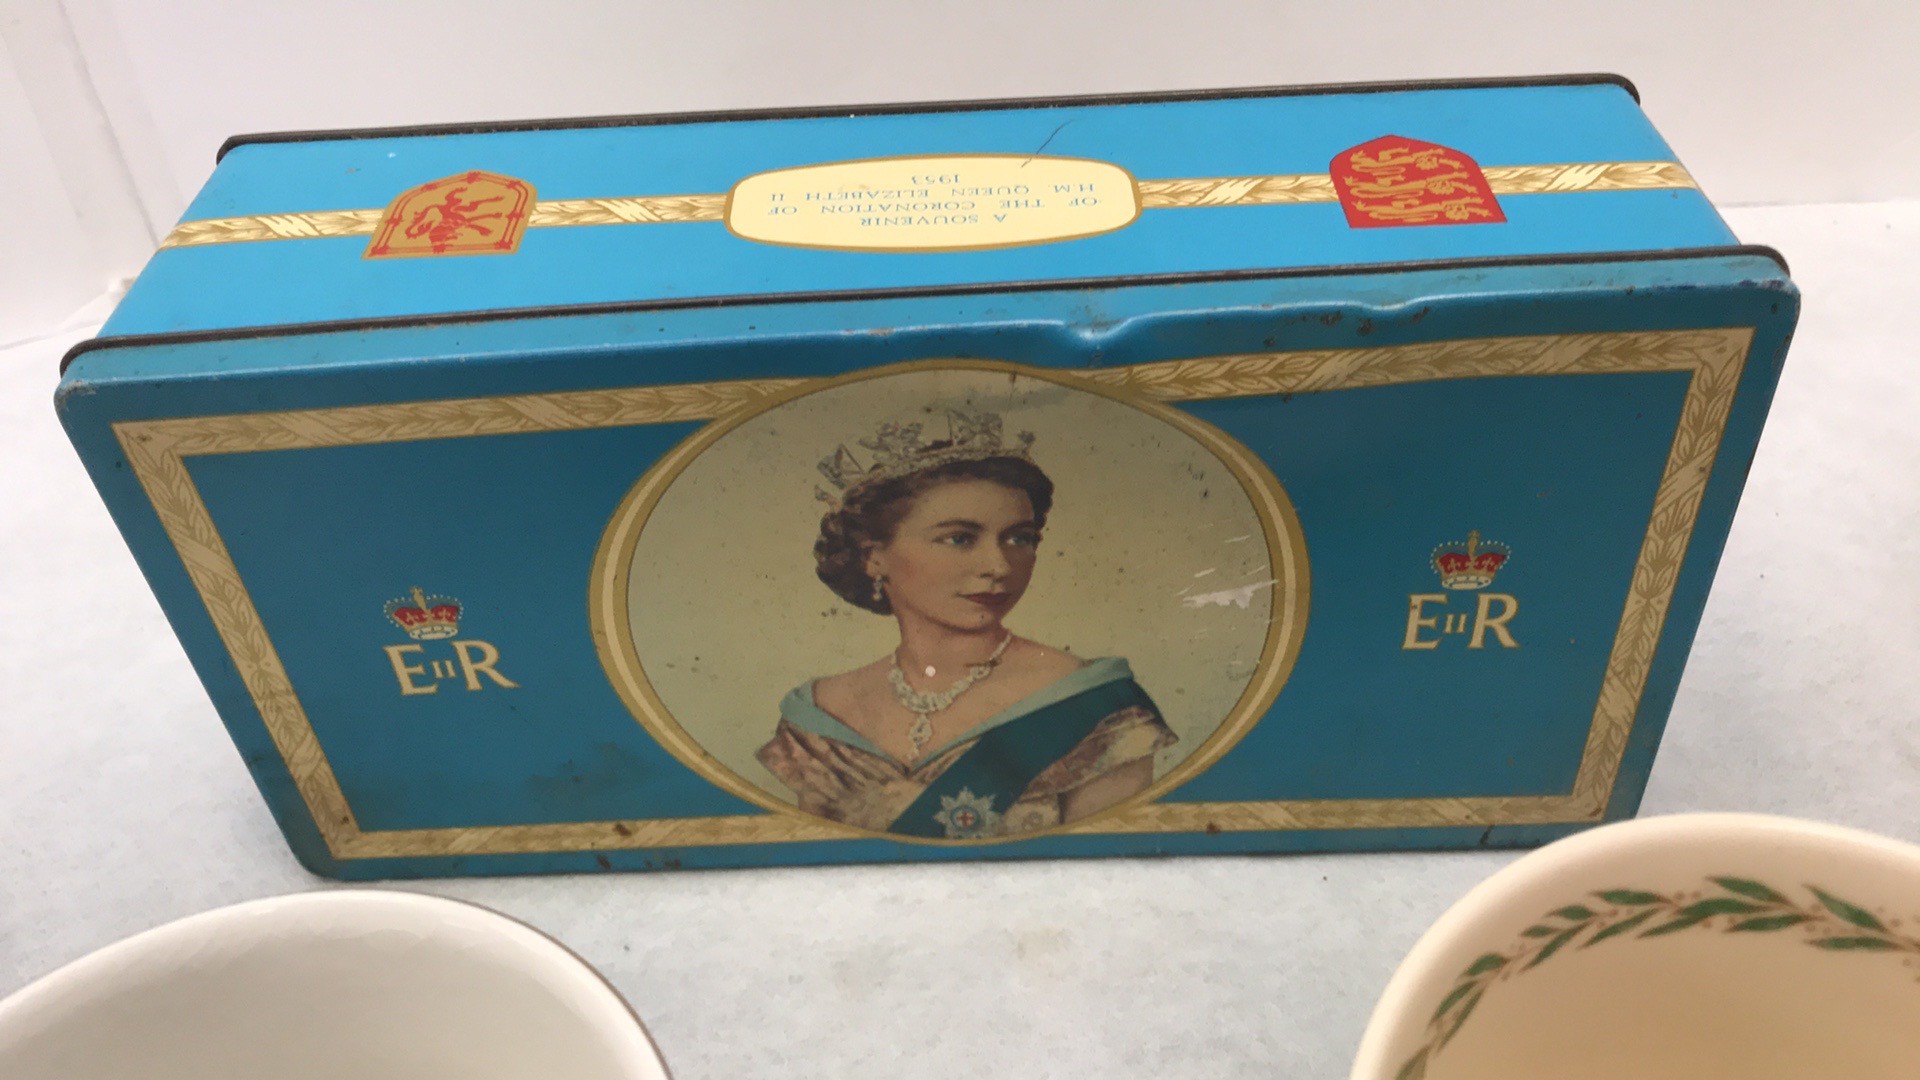 A SOUVENIR
OF THE CORONATION OF
H.M. QUEEN ELIZABETH II
1953
EIIR
EIIR